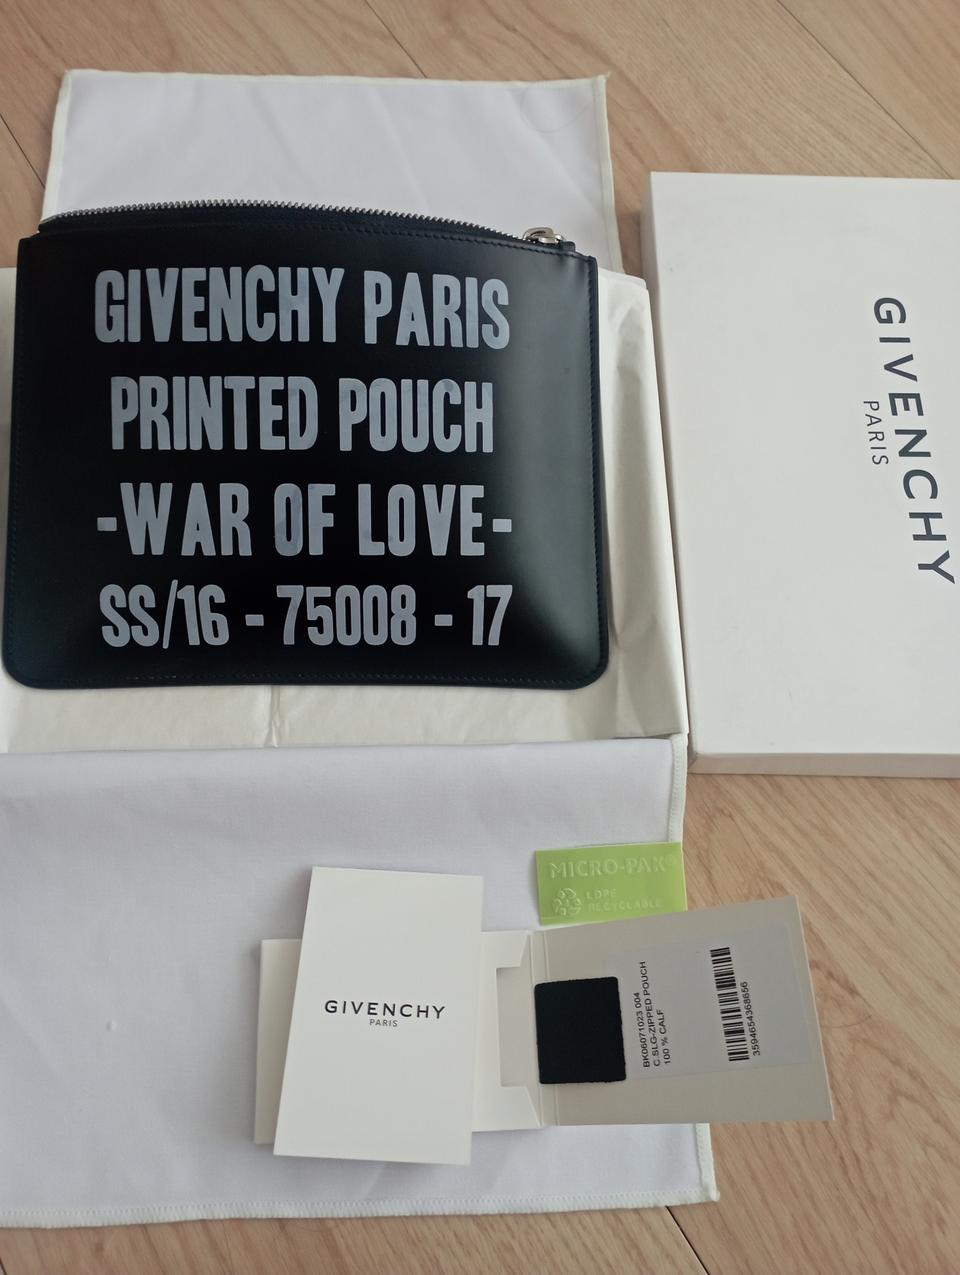 GIVENCHY PARIS
PRINTED POUCH
-WAR OF LOVE-
SS/16 - 75008 - 17
GIVENCHY
PARIS
MICRO-PAK®
LDPE
RECYCLABLE
GIVENCHY
PARIS
BK06071023 004
C.SLG-ZIPPED POUCH
100 % CALF
3594654368656